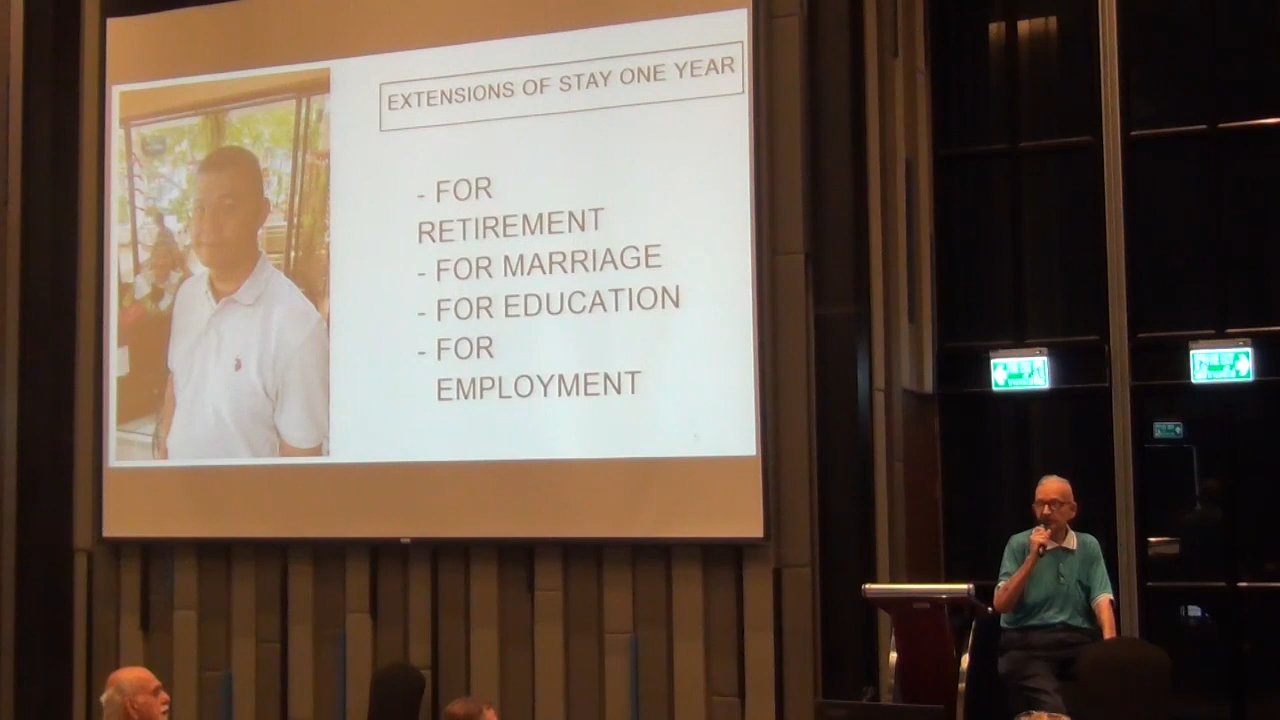 EXTENSIONS OF STAY ONE YEAR
- FOR
RETIREMENT
- FOR MARRIAGE
- FOR EDUCATION
- FOR
EMPLOYMENT